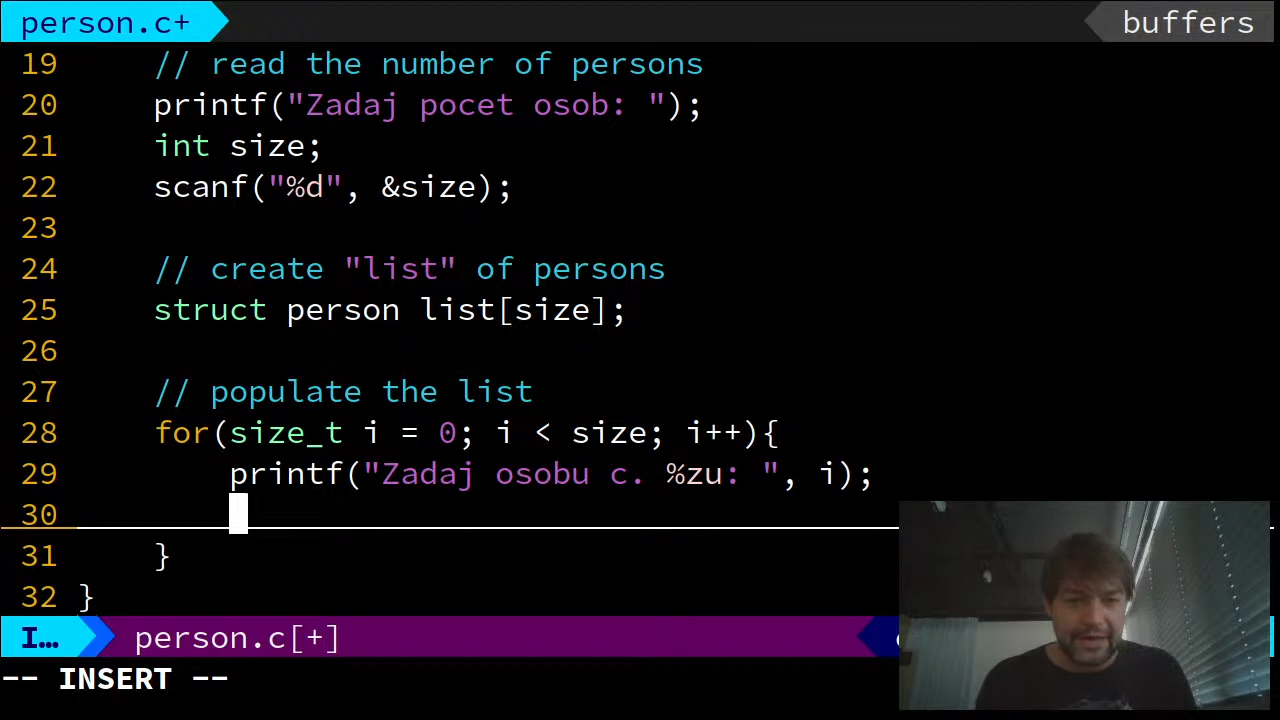 person.c+ buffers
19 // read the number of persons
20 printf("Zadaj pocet osob: ");
21 int size;
22 scanf("%d", &size);
23
24 // create "list" of persons
25 struct person list[size];
26
27 // populate the list
28 for(size_t i = 0; i < size; i++){
29 printf("Zadaj osobu c. %zu: ", i);
30
31 }
32 }
I… person.c[+]
-- INSERT --